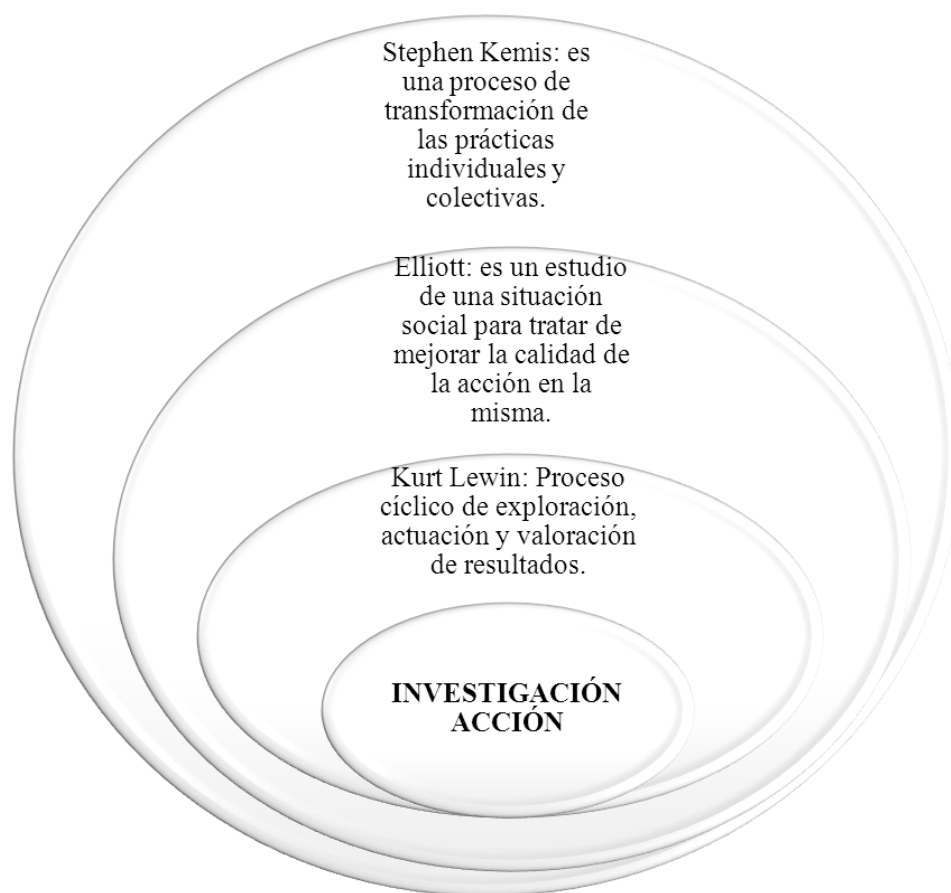 Stephen Kemis: es
una proceso de
transformación de
las prácticas
individuales y
colectivas.
Elliott: es un estudio
de una situación
social para tratar de
mejorar la calidad de
la acción en la
misma.
Kurt Lewin: Proceso
cíclico de exploración,
actuación y valoración
de resultados.
INVESTIGACIÓN
ACCIÓN